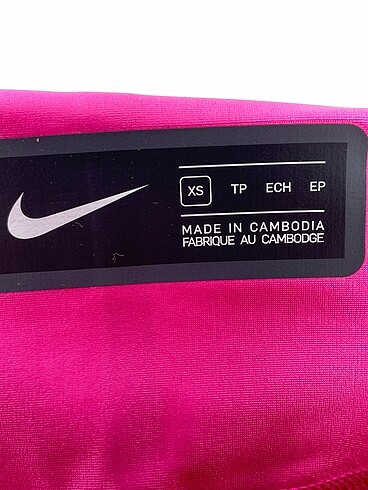 XS TP ECH EP
MADE IN CAMBODIA
FABRIQUE AU CAMBODGE